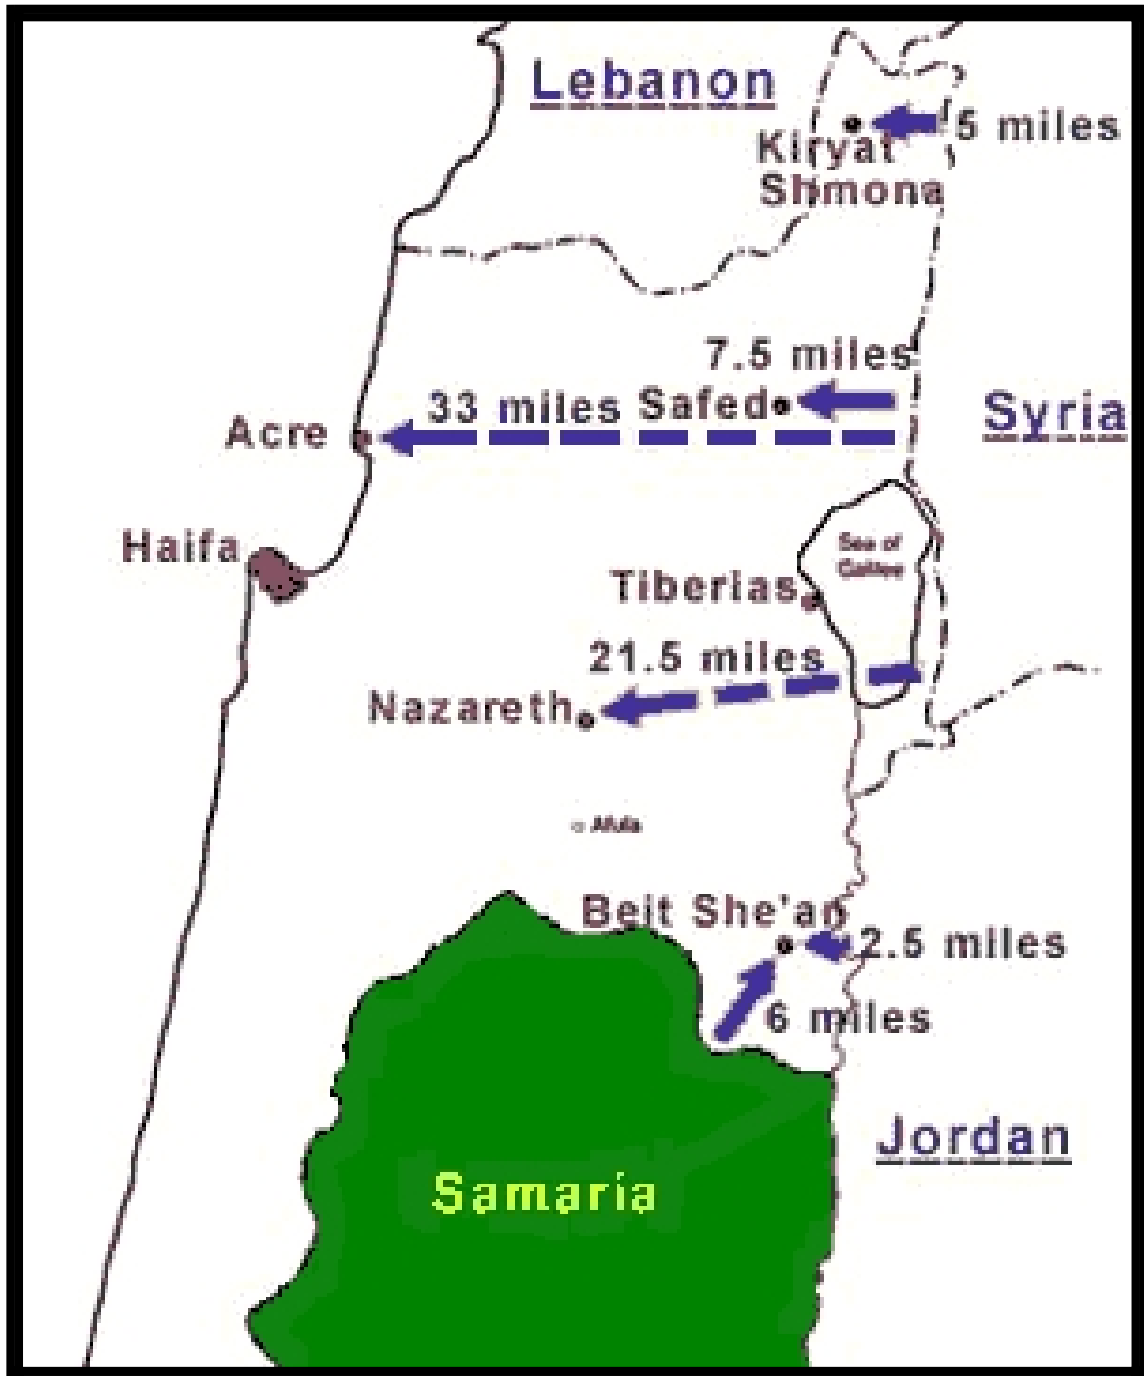 Lebanon
5 miles
Kiryat
Shmona
7.5 miles
33 miles Safed
Syria
Acre
Haifa
Sea of
Galilee
Tiberias
21.5 miles
Nazareth
Afula
Beit She'an
2.5 miles
6 miles
Jordan
Samaria